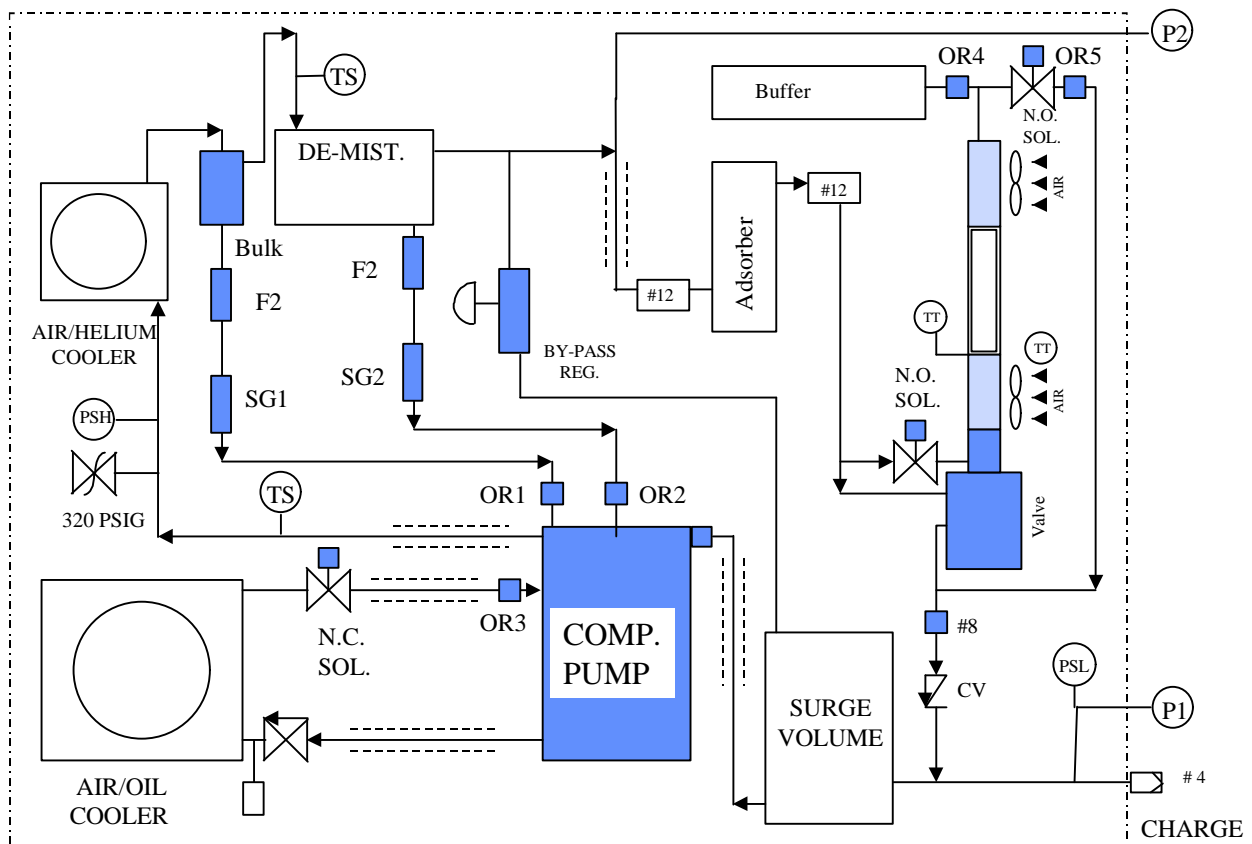 P2
OR4
OR5
TS
Buffer
N.O.
SOL.
DE-MIST.
AIR
#12
Bulk
F2
F2
Adsorber
#12
TT
AIR/HELIUM
COOLER
BY-PASS
REG.
TT
SG1
SG2
N.O.
SOL.
AIR
PSH
TS
OR1
OR2
320 PSIG
Valve
OR3
N.C.
SOL.
COMP.
PUMP
#8
PSL
CV
SURGE
VOLUME
P1
AIR/OIL
COOLER
# 4
CHARGE